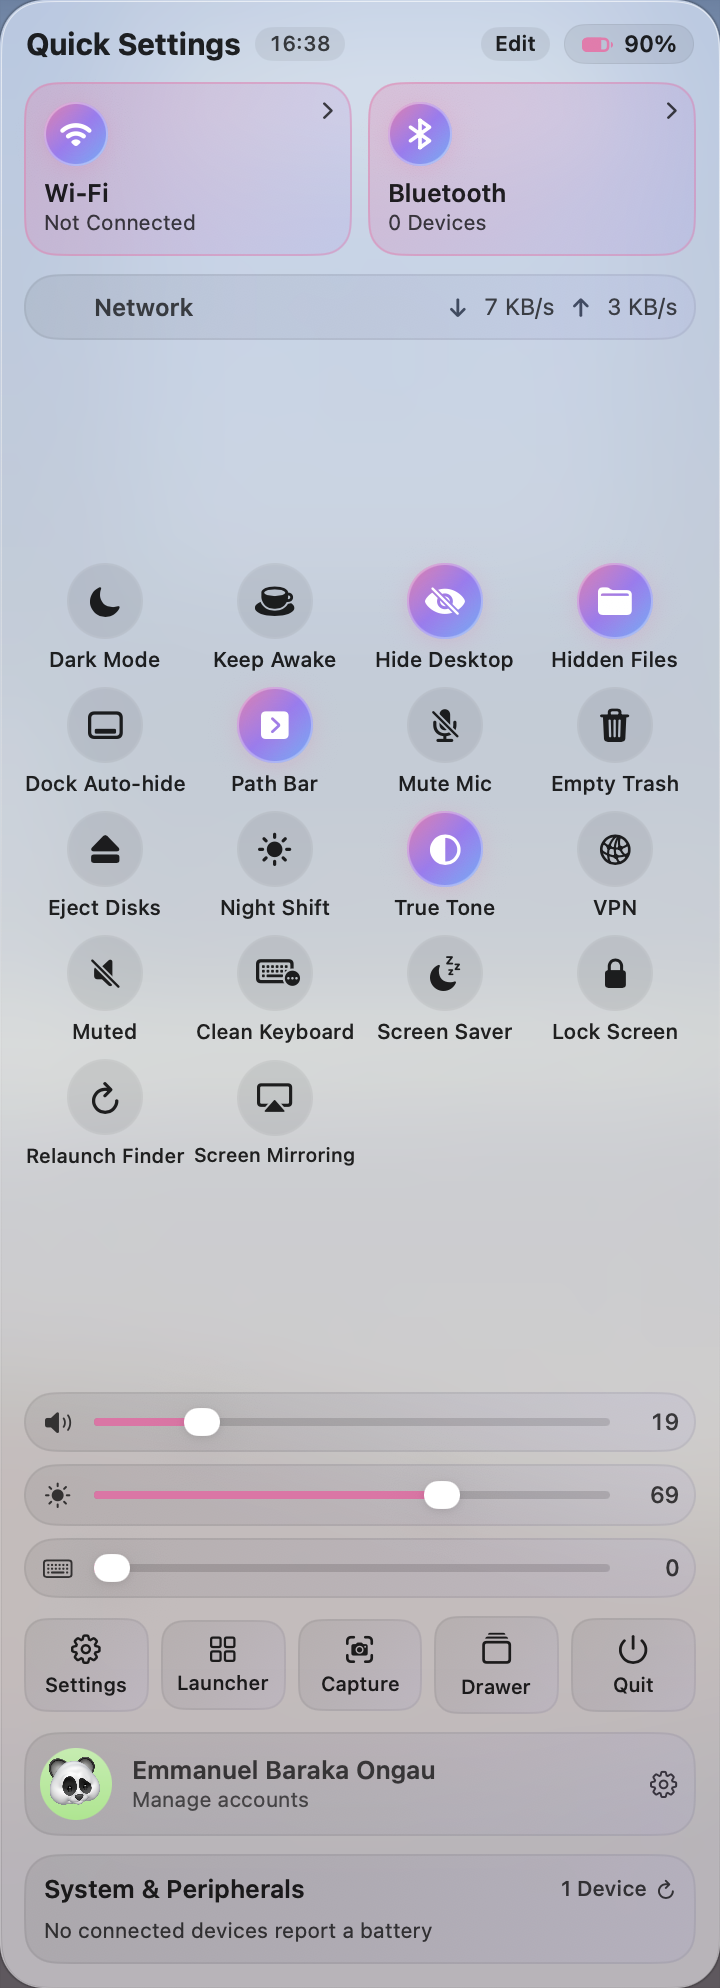 Quick Settings 16:38 Edit 90%
Wi-Fi
Not Connected
Bluetooth
0 Devices
Network ↓ 7 KB/s ↑ 3 KB/s
Dark Mode Keep Awake Hide Desktop Hidden Files
Dock Auto-hide Path Bar Mute Mic Empty Trash
Eject Disks Night Shift True Tone VPN
Muted Clean Keyboard Screen Saver Lock Screen
Relaunch Finder Screen Mirroring
19
69
0
Settings Launcher Capture Drawer Quit
Emmanuel Baraka Ongau
Manage accounts
System & Peripherals 1 Device
No connected devices report a battery